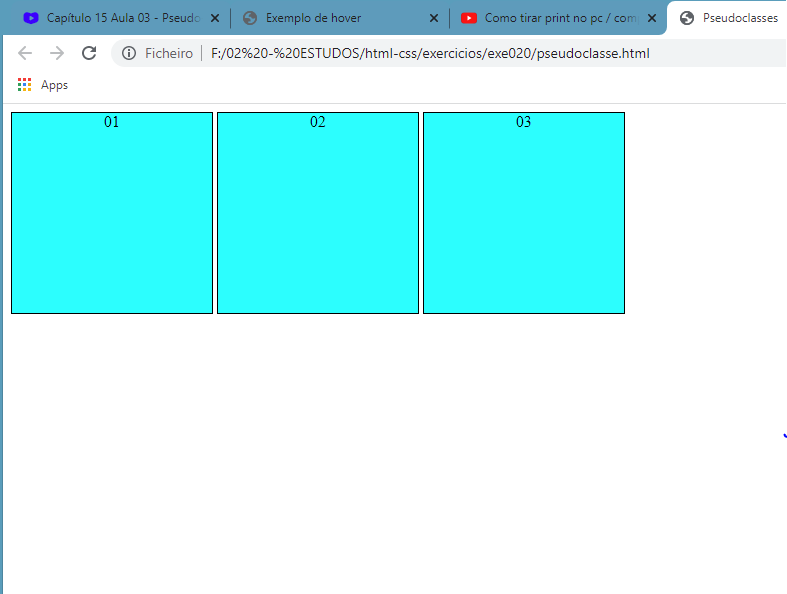 Capítulo 15 Aula 03 - Pseudo
Exemplo de hover
Como tirar print no pc / com
Pseudoclasses
Ficheiro
F:/02%20-%20ESTUDOS/html-css/exercicios/exe020/pseudoclasse.html
Apps
01
02
03